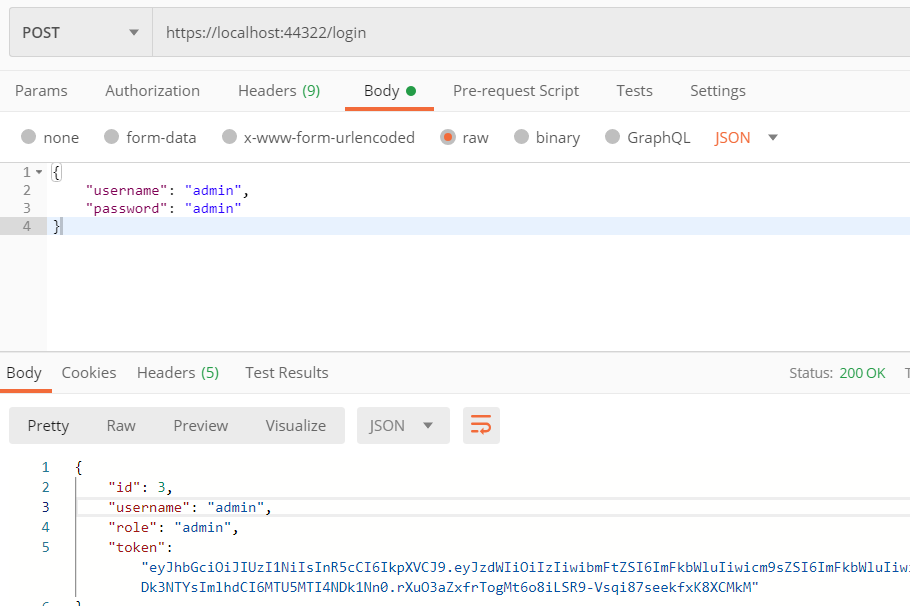 POST https://localhost:44322/login
Params Authorization Headers (9) Body Pre-request Script Tests Settings
none form-data x-www-form-urlencoded raw binary GraphQL JSON
1 {
2 "username": "admin",
3 "password": "admin"
4 }
Body Cookies Headers (5) Test Results Status: 200 OK T
Pretty Raw Preview Visualize JSON
1 {
2 "id": 3,
3 "username": "admin",
4 "role": "admin",
5 "token":
"eyJhbGciOiJIUzI1NiIsInR5cCI6IkpXVCJ9.eyJzdWIiOiIzIiwibmFtZSI6ImFkbWluIiwicm9sZSI6ImFkbWluIiwi
Dk3NTYsImlhdCI6MTU5MTI4NDk1Nn0.rXuO3aZxfrTogMt6o8iLSR9-Vsqi87seekfxK8XCMkM"
6 }